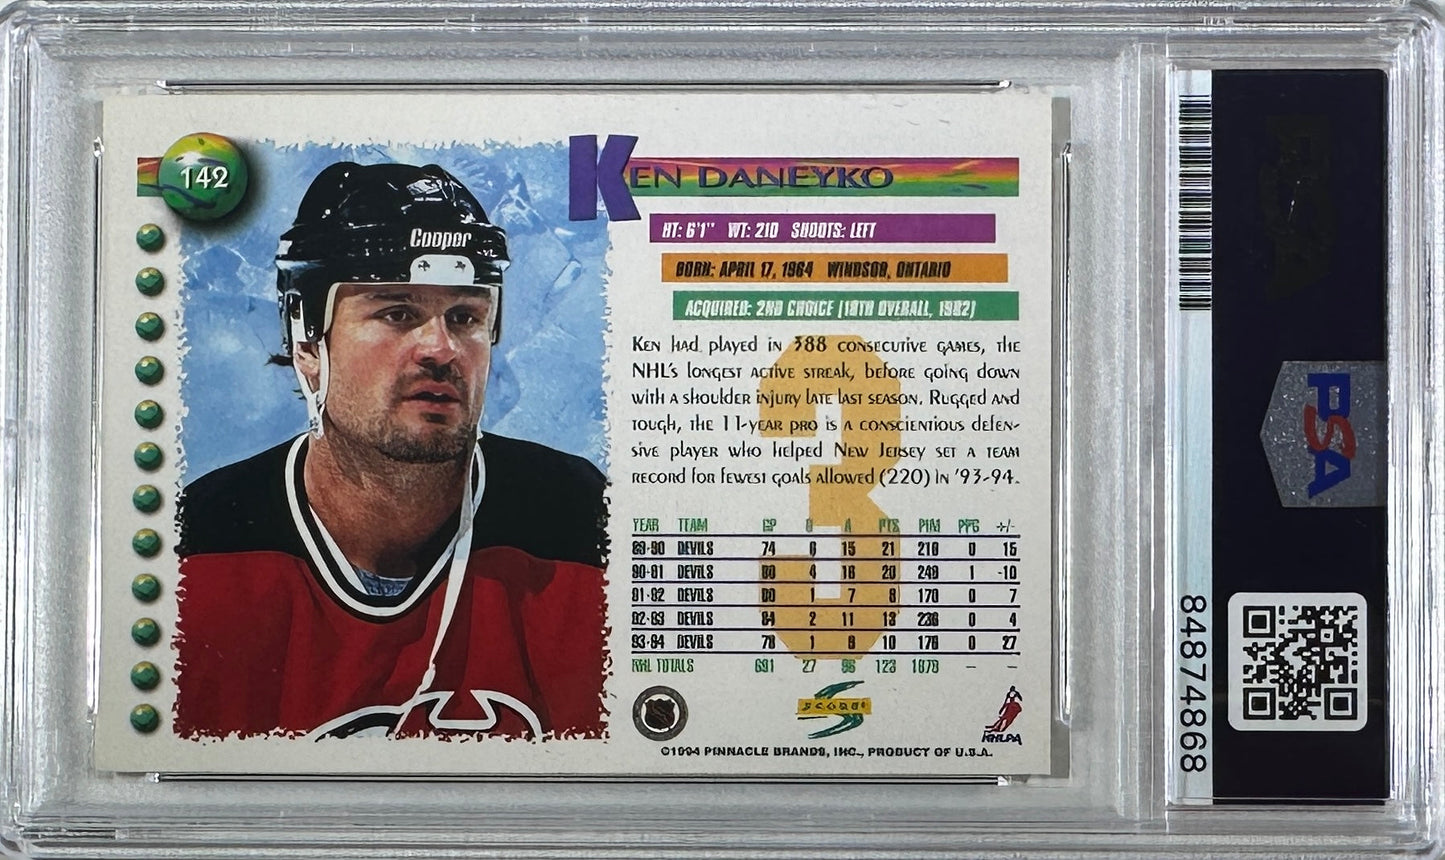 142
KEN DANEYKO
Cooper
HT: 6'1" WT: 210 SHOOTS: LEFT
BORN: APRIL 17, 1964 WINDSOR, ONTARIO
ACQUIRED: 2ND CHOICE (18TH OVERALL, 1982)
KEN HAD PLAYED IN 388 CONSECUTIVE GAMES, THE
NHL'S LONGEST ACTIVE STREAK, BEFORE GOING DOWN
WITH A SHOULDER INJURY LATE LAST SEASON. RUGGED AND
TOUGH, THE 11-YEAR PRO IS A CONSCIENTIOUS DEFEN-
SIVE PLAYER WHO HELPED NEW JERSEY SET A TEAM
RECORD FOR FEWEST GOALS ALLOWED (220) IN '93-94.
3
YEAR TEAM GP G A PTS PIM PPG +/-
89-90 DEVILS 74 6 15 21 216 0 15
90-91 DEVILS 80 4 16 20 249 1 -10
91-92 DEVILS 80 1 7 8 170 0 7
92-93 DEVILS 84 2 11 13 236 0 4
93-94 DEVILS 78 1 9 10 176 0 27
NHL TOTALS 691 27 96 123 1879 – –
NHL
SCORE
NHLPA
©1994 PINNACLE BRANDS, INC., PRODUCT OF U.S.A.
PSA
84874868